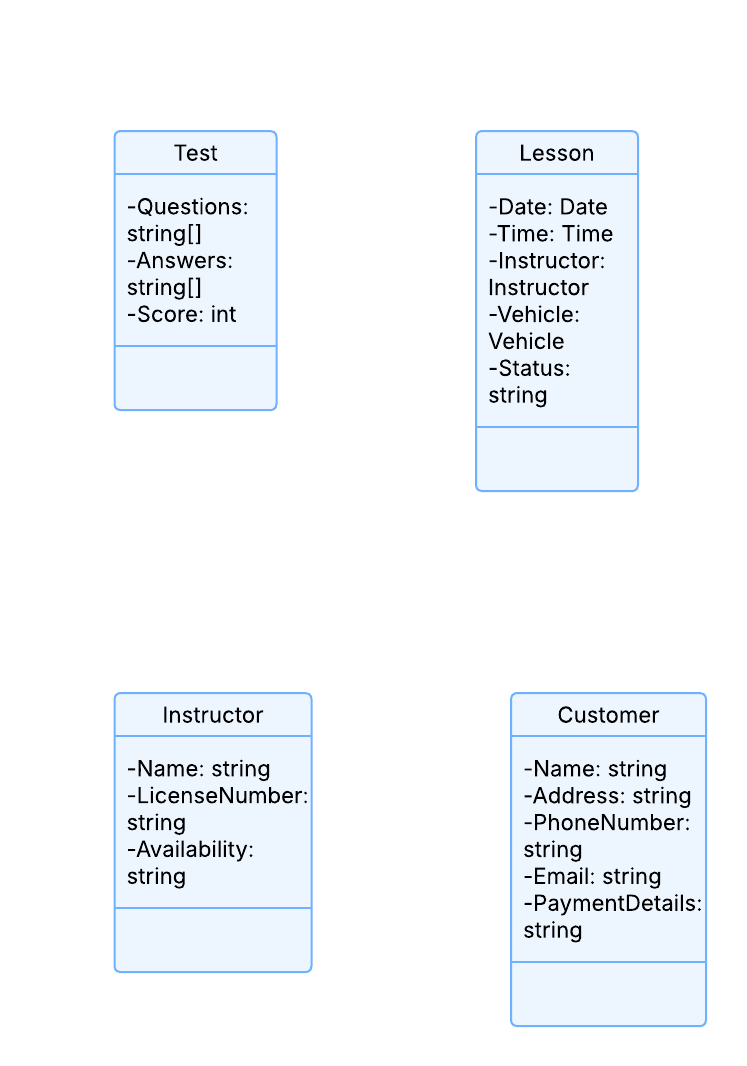 Test
-Questions:
string[]
-Answers:
string[]
-Score: int
Lesson
-Date: Date
-Time: Time
-Instructor:
Instructor
-Vehicle:
Vehicle
-Status:
string
Instructor
-Name: string
-LicenseNumber:
string
-Availability:
string
Customer
-Name: string
-Address: string
-PhoneNumber:
string
-Email: string
-PaymentDetails:
string